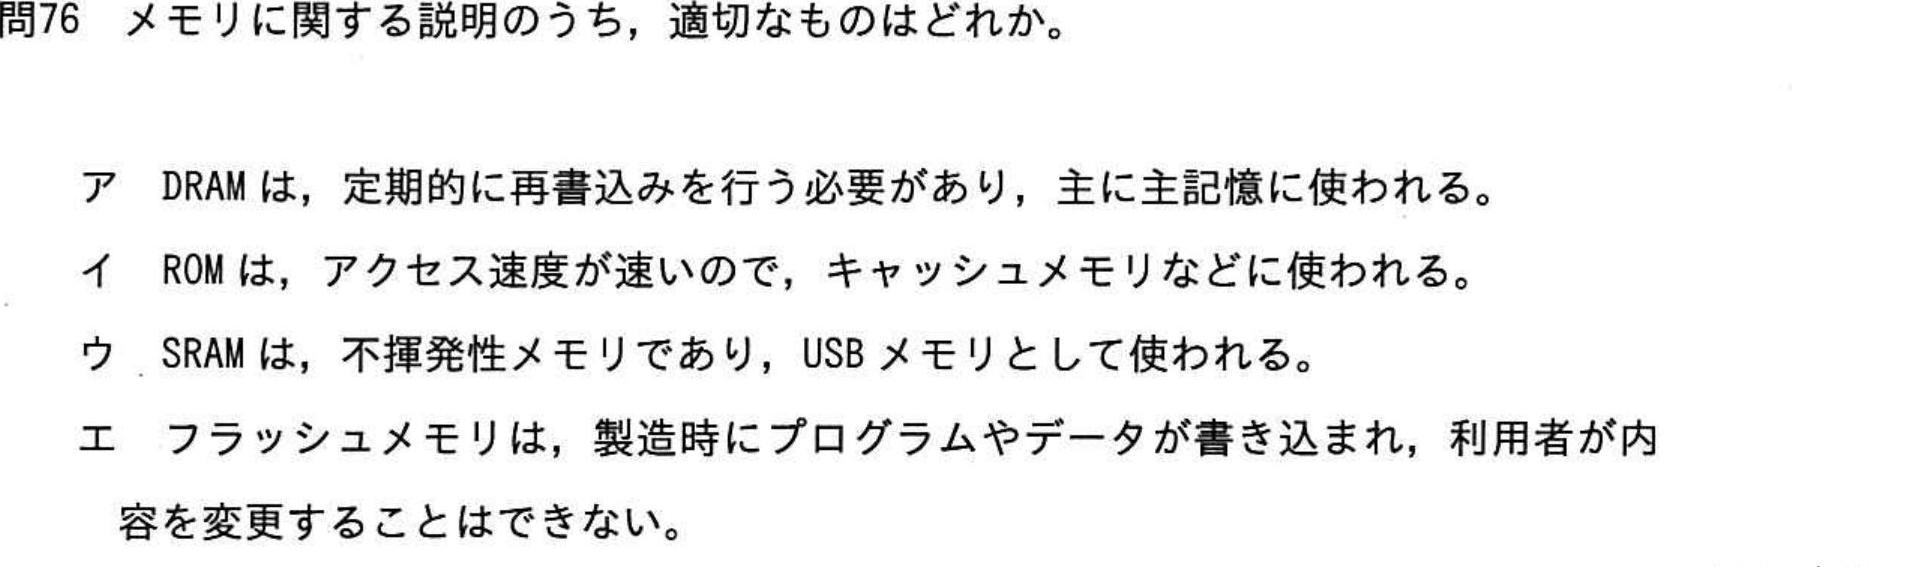 問76　メモリに関する説明のうち，適切なものはどれか。
ア　DRAM は，定期的に再書込みを行う必要があり，主に主記憶に使われる。
イ　ROM は，アクセス速度が速いので，キャッシュメモリなどに使われる。
ウ　SRAM は，不揮発性メモリであり，USB メモリとして使われる。
エ　フラッシュメモリは，製造時にプログラムやデータが書き込まれ，利用者が内
容を変更することはできない。